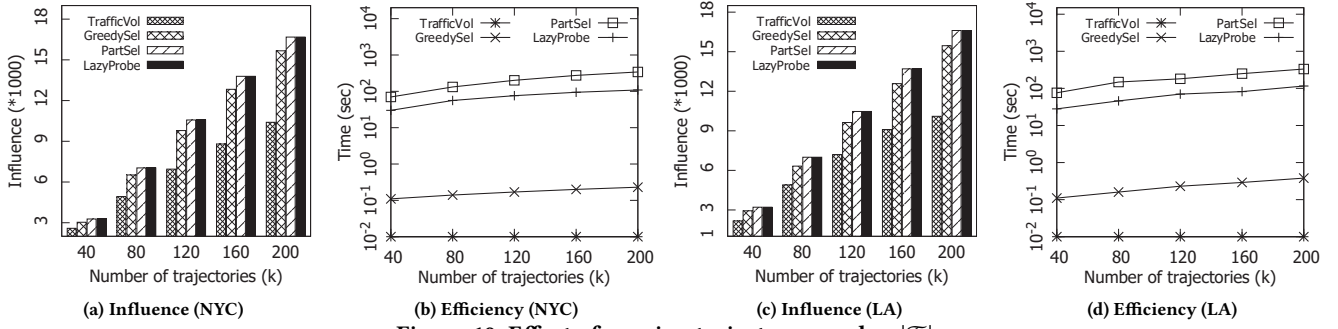 TrafficVol
GreedySel
PartSel
LazyProbe
Influence (*1000)
18
15
12
9
6
3
40 80 120 160 200
Number of trajectories (k)
(a) Influence (NYC)
TrafficVol PartSel
GreedySel LazyProbe
Time (sec)
10^4
10^3
10^2
10^1
10^0
10^-1
10^-2
40 80 120 160 200
Number of trajectories (k)
(b) Efficiency (NYC)
TrafficVol
GreedySel
PartSel
LazyProbe
Influence (*1000)
18
15
12
9
6
3
1
40 80 120 160 200
Number of trajectories (k)
(c) Influence (LA)
TrafficVol PartSel
GreedySel LazyProbe
Time (sec)
10^4
10^3
10^2
10^1
10^0
10^-1
10^-2
40 80 120 160 200
Number of trajectories (k)
(d) Efficiency (LA)